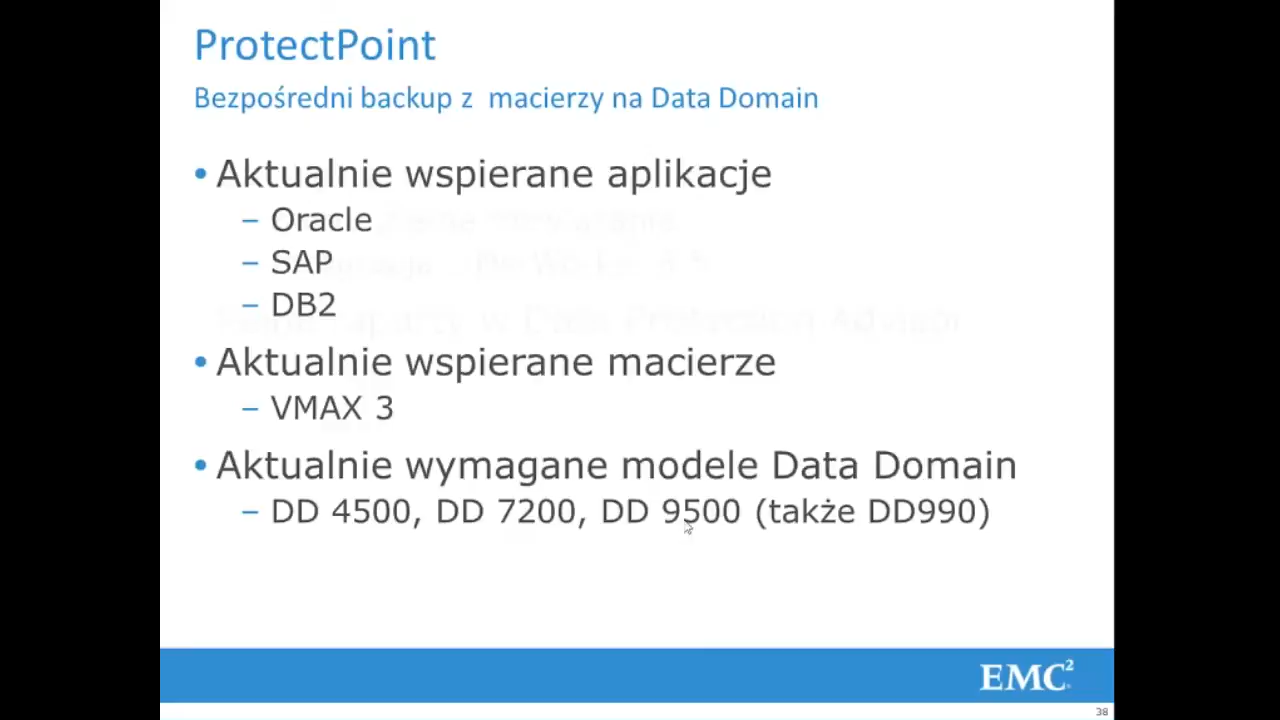 ProtectPoint
Bezpośredni backup z macierzy na Data Domain
• Aktualnie wspierane aplikacje
– Oracle
– SAP
– DB2
• Aktualnie wspierane macierze
– VMAX 3
• Aktualnie wymagane modele Data Domain
– DD 4500, DD 7200, DD 9500 (także DD990)
EMC²
38